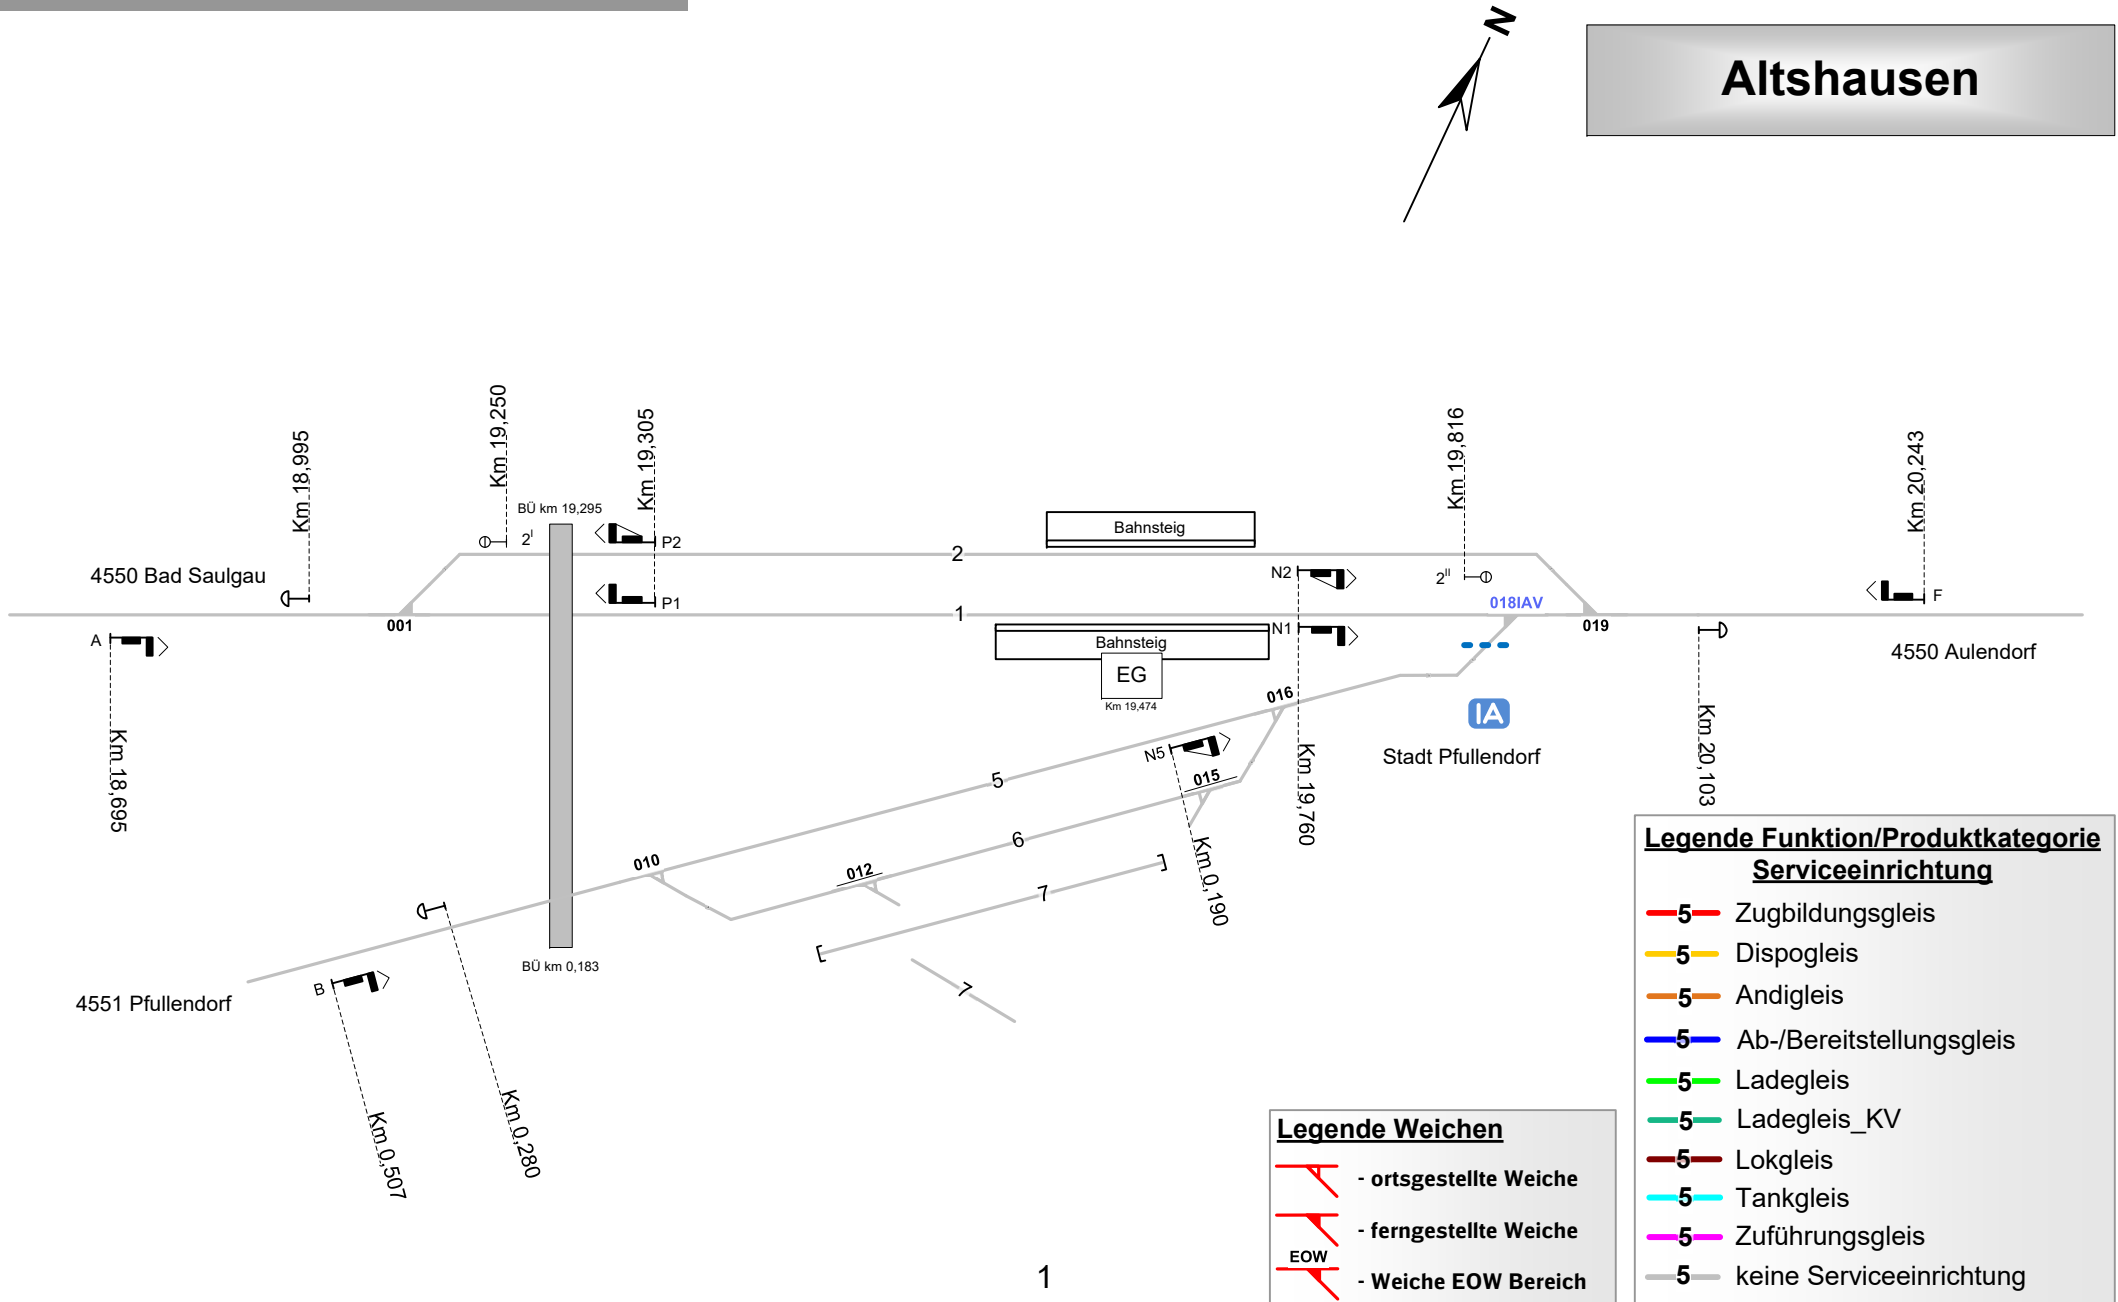 N
Altshausen
Km 18,995
Km 19,250
Km 19,305
Km 19,816
Km 20,243
BÜ km 19,295
2I
P2
Bahnsteig
2
4550 Bad Saulgau
N2
2II
P1
1
018IAV
F
001
019
A
Bahnsteig
N1
4550 Aulendorf
EG
Km 19,474
016
IA
Km 18,695
N5
Stadt Pfullendorf
Km 19,760
Km 20,103
5
015
6
010
012
7
Km 0,190
BÜ km 0,183
B
4551 Pfullendorf
7
Km 0,507
Km 0,280
Legende Funktion/Produktkategorie
Serviceeinrichtung
5 Zugbildungsgleis
5 Dispogleis
5 Andigleis
5 Ab-/Bereitstellungsgleis
5 Ladegleis
5 Ladegleis_KV
5 Lokgleis
5 Tankgleis
5 Zuführungsgleis
5 keine Serviceeinrichtung
Legende Weichen
- ortsgestellte Weiche
- ferngestellte Weiche
EOW
- Weiche EOW Bereich
1